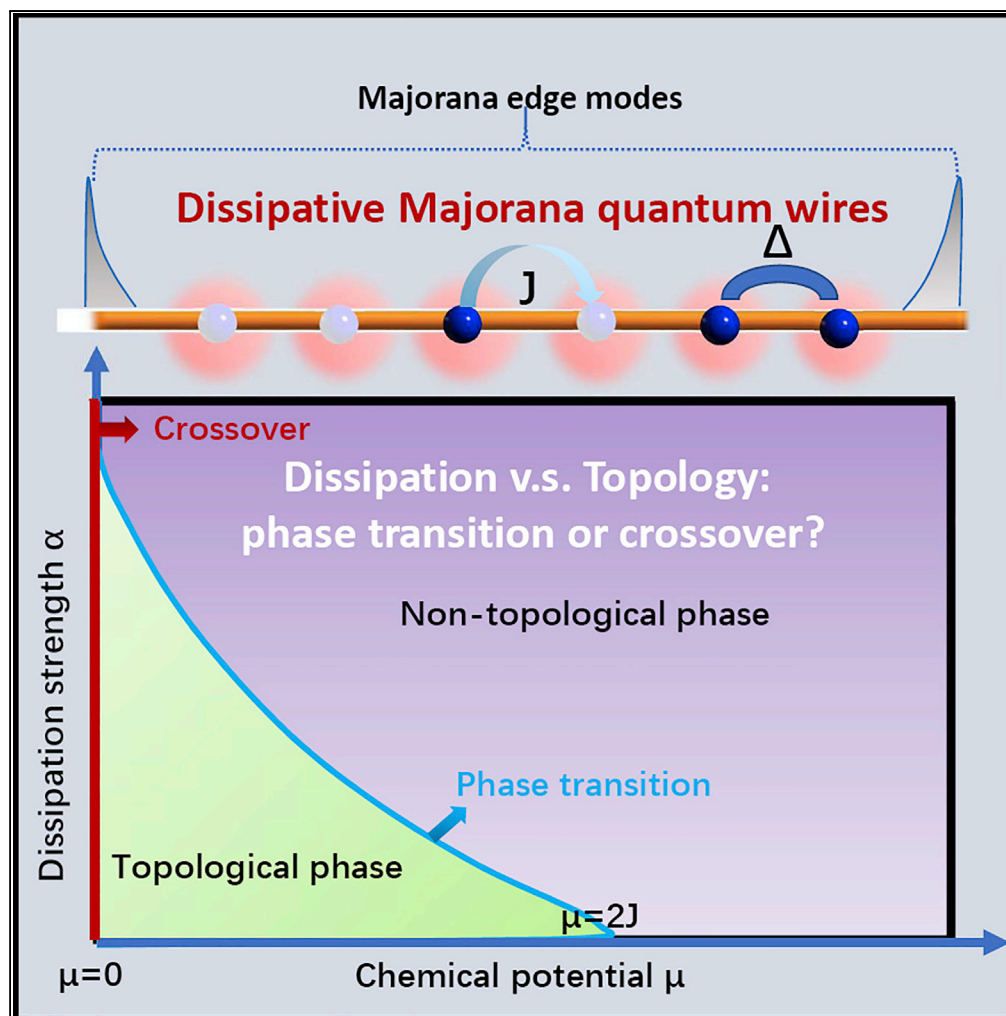 Majorana edge modes
Dissipative Majorana quantum wires
J
Δ
Crossover
Dissipation v.s. Topology:
phase transition or crossover?
Non-topological phase
Phase transition
Topological phase
μ=2J
Dissipation strength α
μ=0
Chemical potential μ